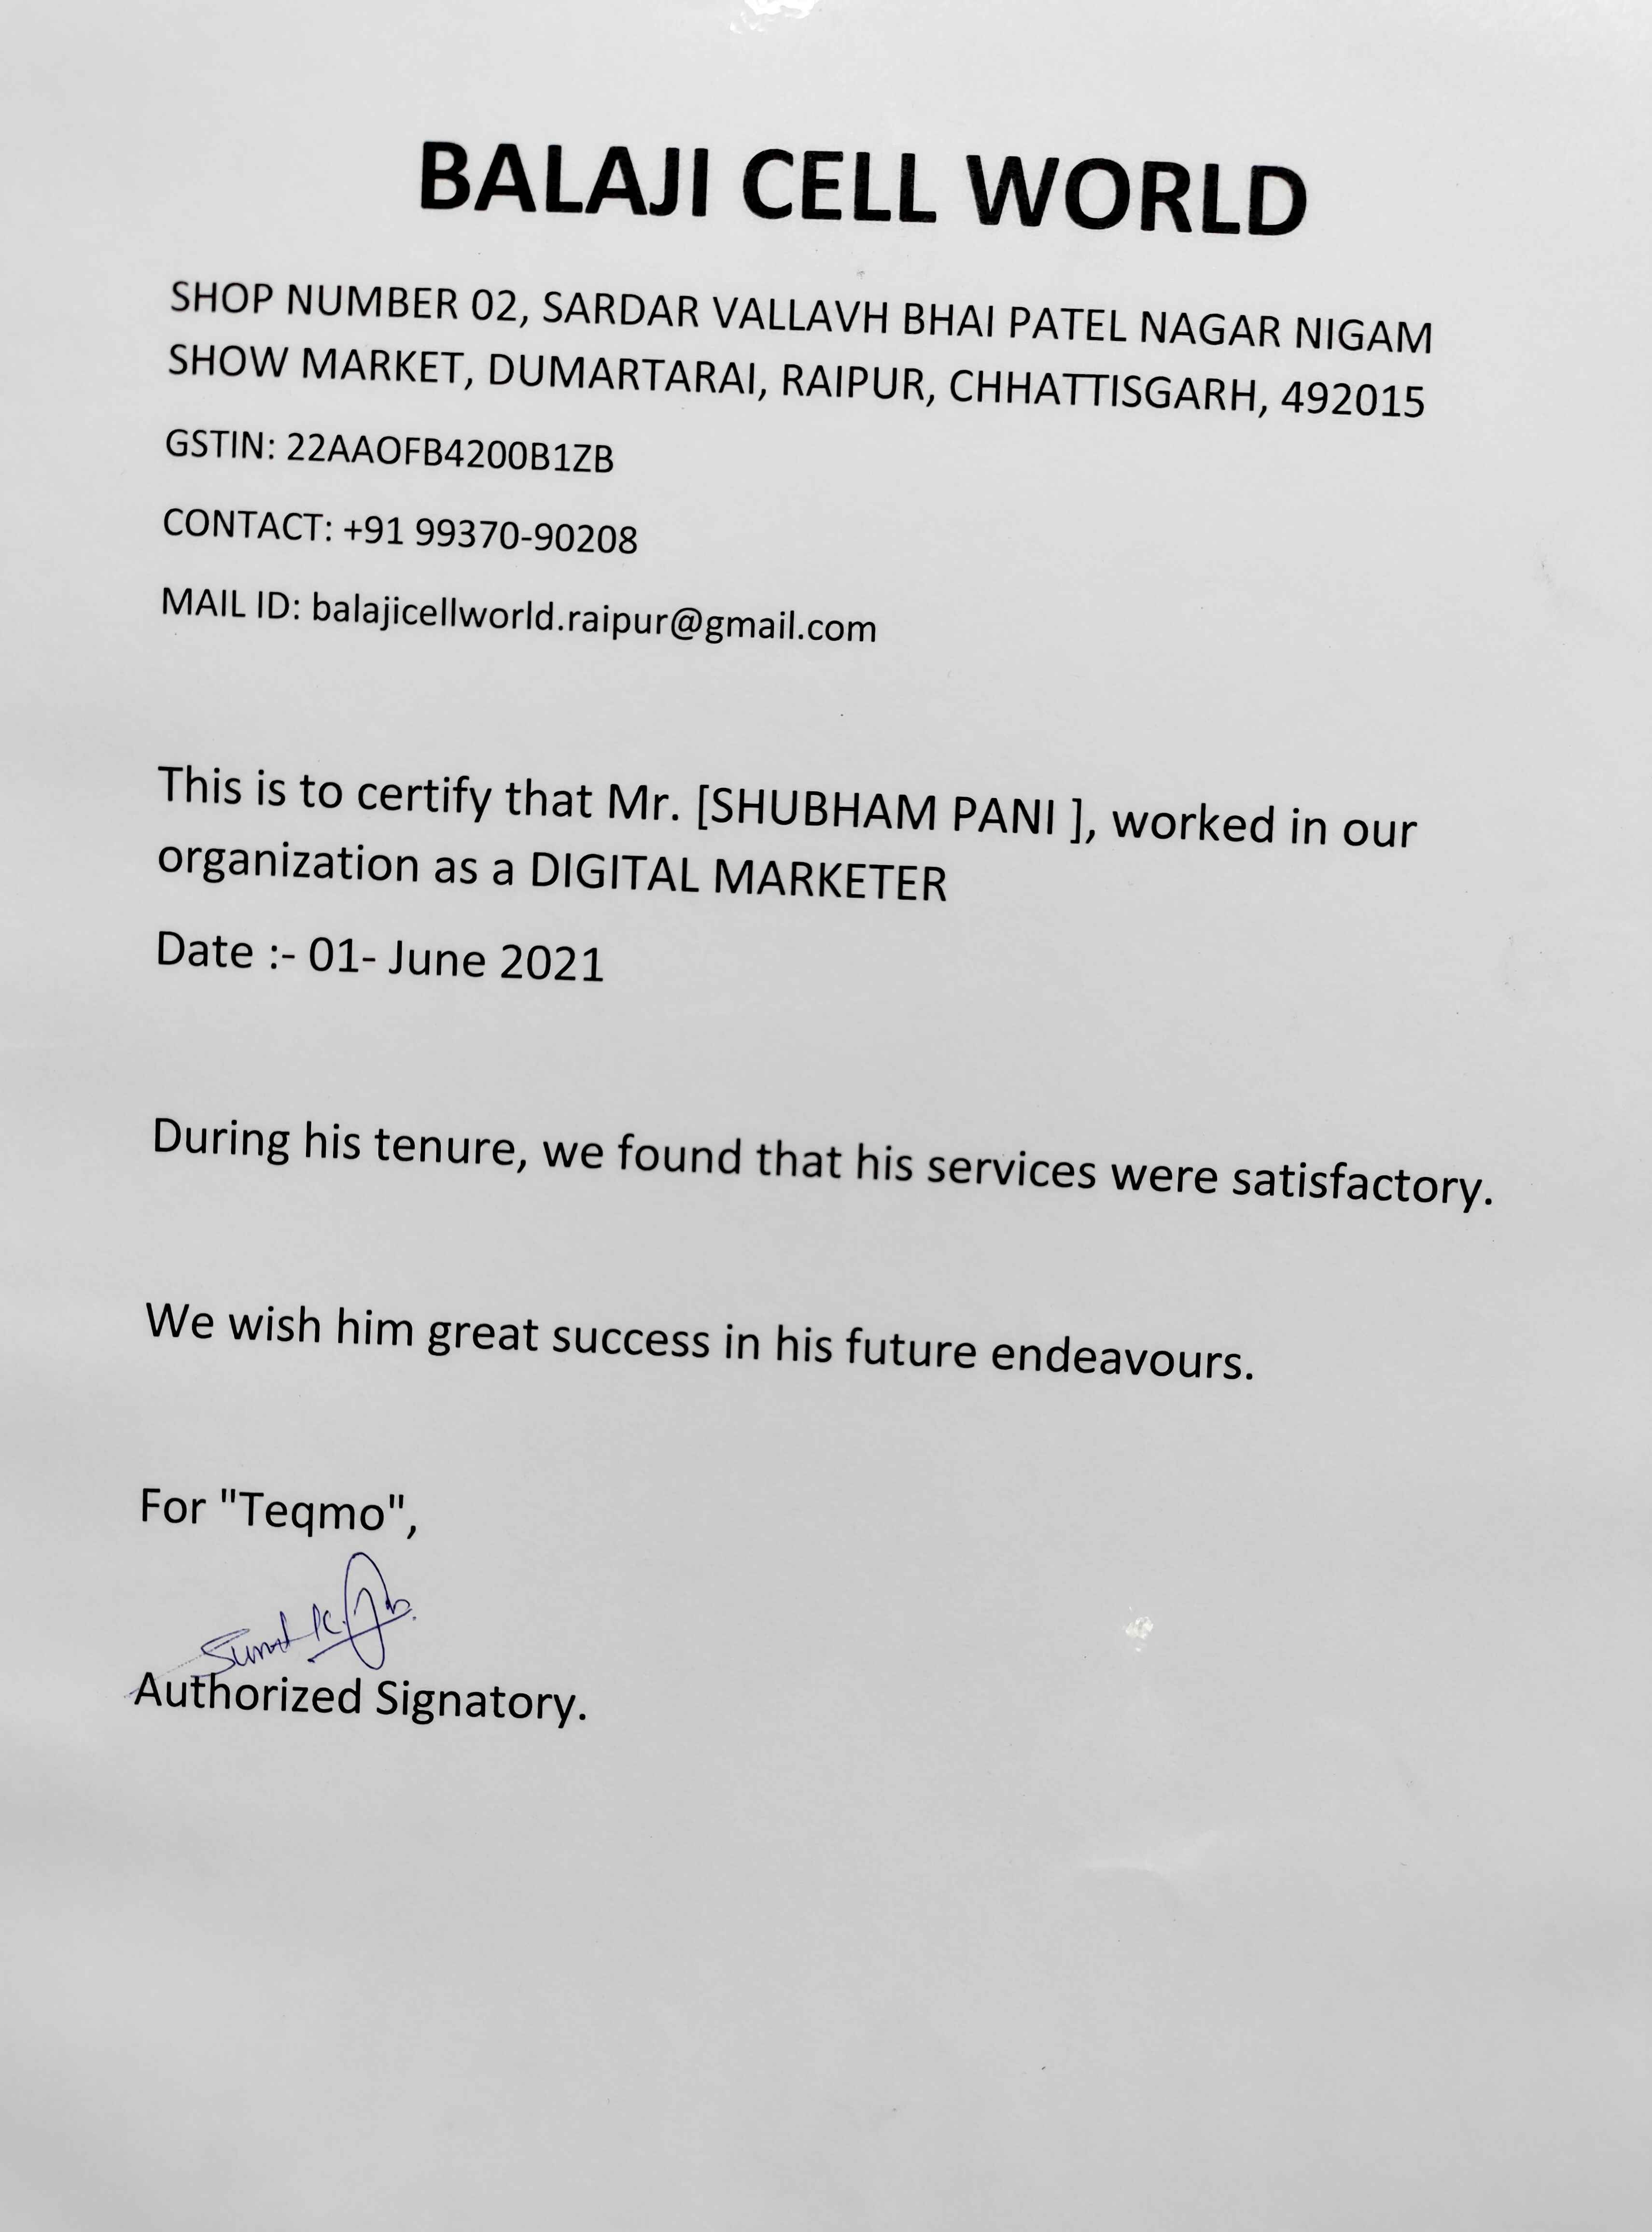 BALAJI CELL WORLD
SHOP NUMBER 02, SARDAR VALLAVH BHAI PATEL NAGAR NIGAM
SHOW MARKET, DUMARTARAI, RAIPUR, CHHATTISGARH, 492015
GSTIN: 22AAOFB4200B1ZB
CONTACT: +91 99370-90208
MAIL ID: balajicellworld.raipur@gmail.com
This is to certify that Mr. [SHUBHAM PANI ], worked in our
organization as a DIGITAL MARKETER
Date :- 01- June 2021
During his tenure, we found that his services were satisfactory.
We wish him great success in his future endeavours.
For "Teqmo",
Authorized Signatory.